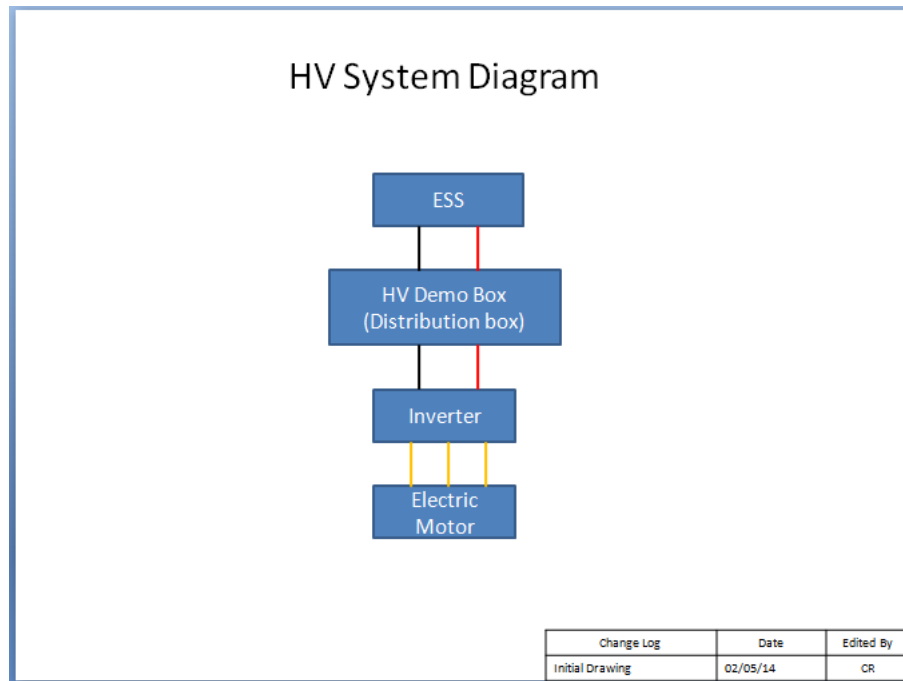 HV System Diagram
ESS
HV Demo Box
(Distribution box)
Inverter
Electric
Motor
Change Log Date Edited By
Initial Drawing 02/05/14 CR